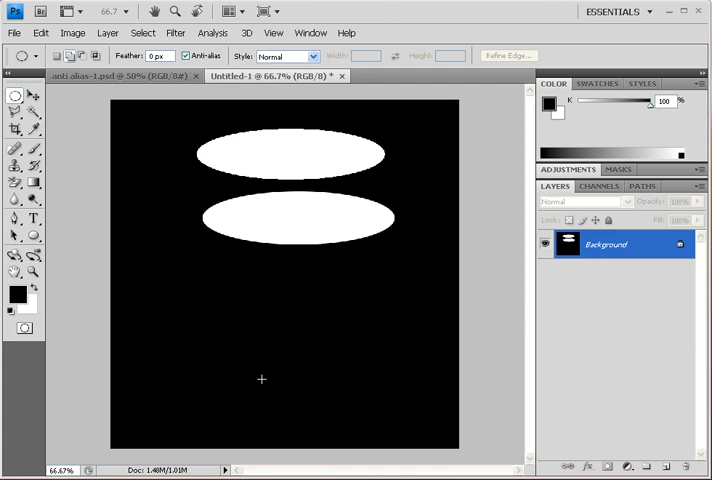 Ps Br 66.7 ESSENTIALS
File Edit Image Layer Select Filter Analysis 3D View Window Help
Feather: 0 px Anti-alias Style: Normal Width: Height: Refine Edge...
anti alias-1.psd @ 50% (RGB/8#) × Untitled-1 @ 66.7% (RGB/8) * ×
COLOR SWATCHES STYLES
K 100 %
ADJUSTMENTS MASKS
LAYERS CHANNELS PATHS
Normal Opacity: 100%
Lock: Fill: 100%
Background
T
66.67% Doc: 1.48M/1.01M
fx